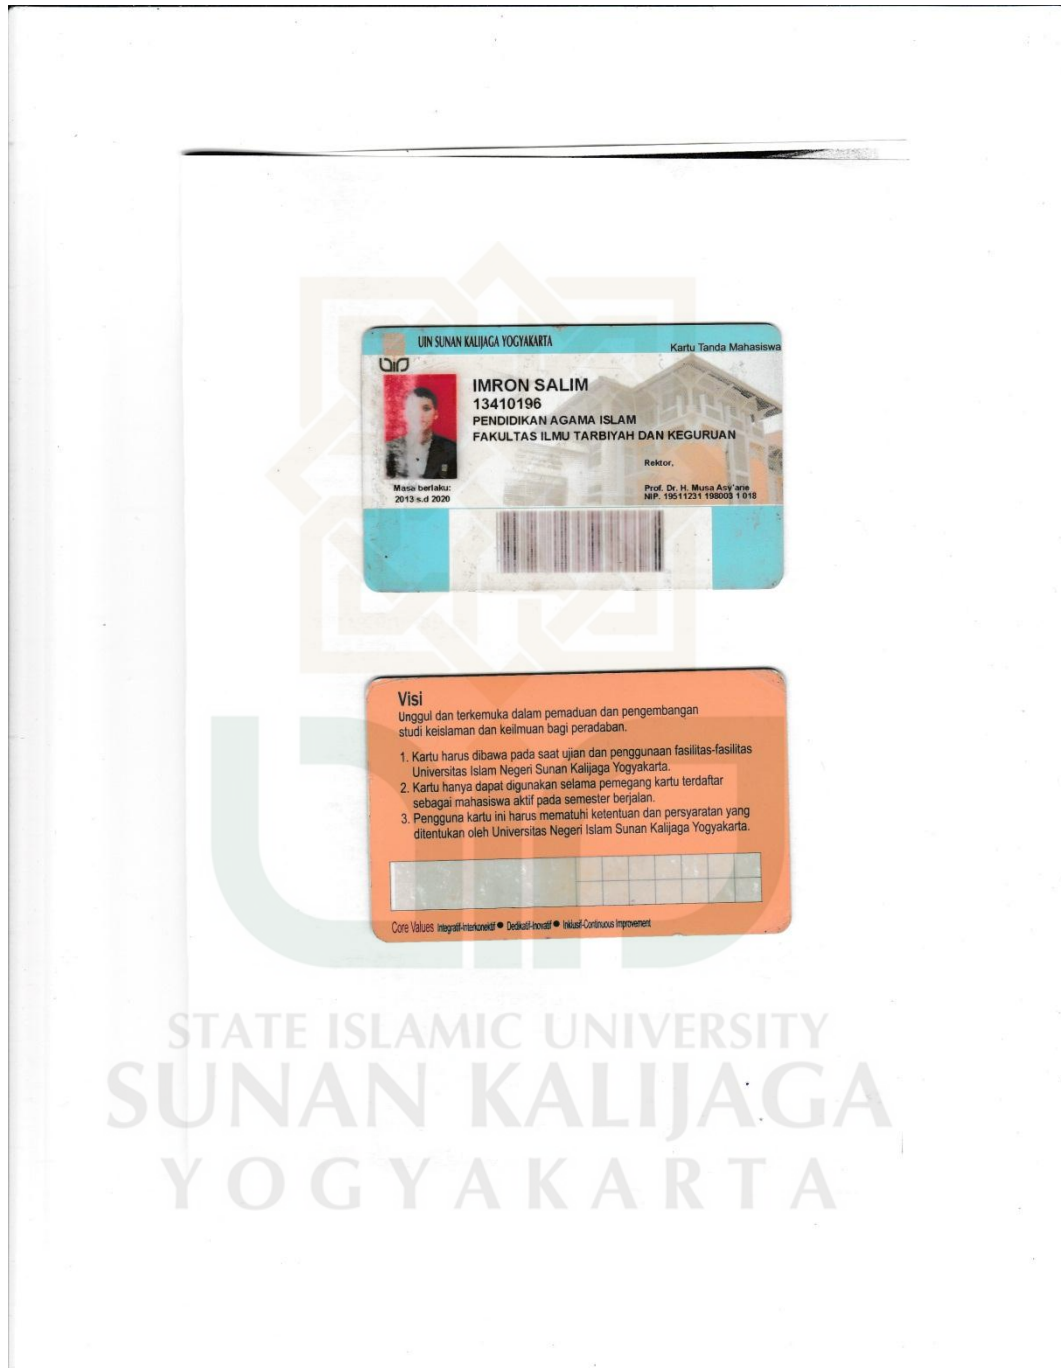 UIN SUNAN KALIJAGA YOGYAKARTA
Kartu Tanda Mahasiswa
uin
IMRON SALIM
13410196
PENDIDIKAN AGAMA ISLAM
FAKULTAS ILMU TARBIYAH DAN KEGURUAN
Rektor,
Masa berlaku:
2013 s.d 2020
Prof. Dr. H. Musa Asy'arie
NIP. 19511231 198003 1 018
Visi
Unggul dan terkemuka dalam pemaduan dan pengembangan
studi keislaman dan keilmuan bagi peradaban.
1. Kartu harus dibawa pada saat ujian dan penggunaan fasilitas-fasilitas
Universitas Islam Negeri Sunan Kalijaga Yogyakarta.
2. Kartu hanya dapat digunakan selama pemegang kartu terdaftar
sebagai mahasiswa aktif pada semester berjalan.
3. Pengguna kartu ini harus mematuhi ketentuan dan persyaratan yang
ditentukan oleh Universitas Negeri Islam Sunan Kalijaga Yogyakarta.
Core Values Integratif-Interkonektif ● Dedikatif-Inovatif ● Inklusif-Continuous Improvement
uin
STATE ISLAMIC UNIVERSITY
SUNAN KALIJAGA
YOGYAKARTA